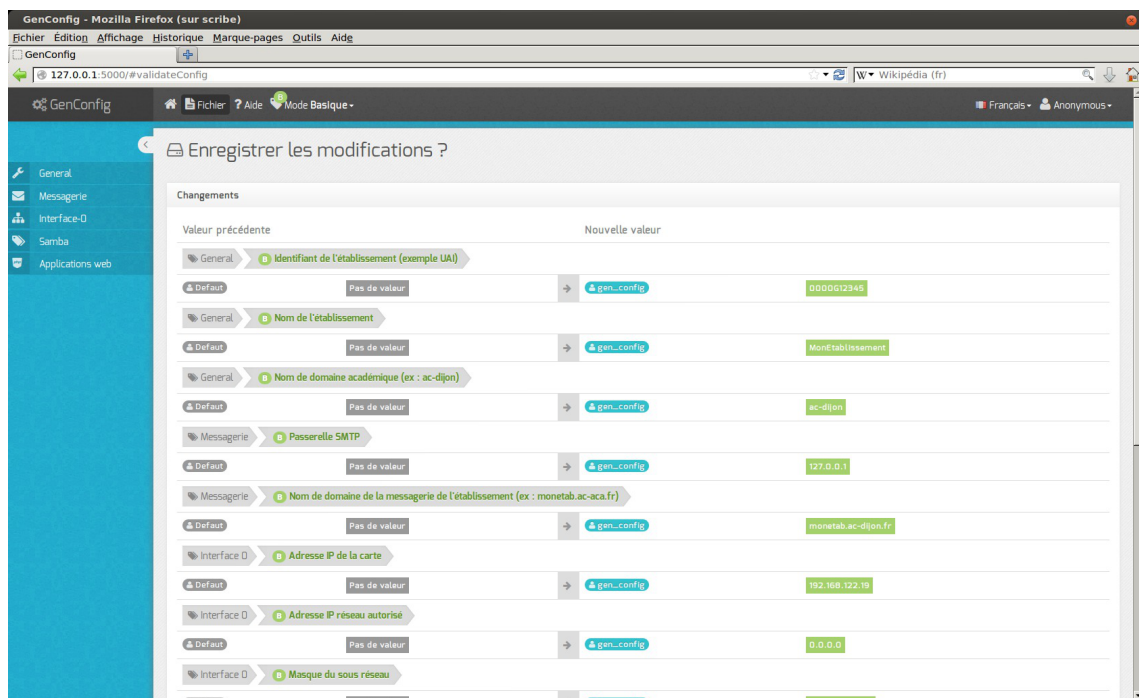 GenConfig - Mozilla Firefox (sur scribe)
Fichier Édition Affichage Historique Marque-pages Outils Aide
GenConfig
127.0.0.1:5000/#validateConfig
W Wikipédia (fr)
GenConfig
Fichier ? Aide B Mode Basique
Français Anonymous
Enregistrer les modifications ?
General
Messagerie
Interface-0
Samba
Applications web
Changements
Valeur précédente Nouvelle valeur
General B Identifiant de l'établissement (exemple UAI)
Defaut Pas de valeur → gen_config 0000G12345
General B Nom de l'établissement
Defaut Pas de valeur → gen_config MonEtablissement
General B Nom de domaine académique (ex : ac-dijon)
Defaut Pas de valeur → gen_config ac-dijon
Messagerie B Passerelle SMTP
Defaut Pas de valeur → gen_config 127.0.0.1
Messagerie B Nom de domaine de la messagerie de l'établissement (ex : monetab.ac-aca.fr)
Defaut Pas de valeur → gen_config monetab.ac-dijon.fr
Interface 0 B Adresse IP de la carte
Defaut Pas de valeur → gen_config 192.168.122.19
Interface 0 B Adresse IP réseau autorisé
Defaut Pas de valeur → gen_config 0.0.0.0
Interface 0 B Masque du sous réseau